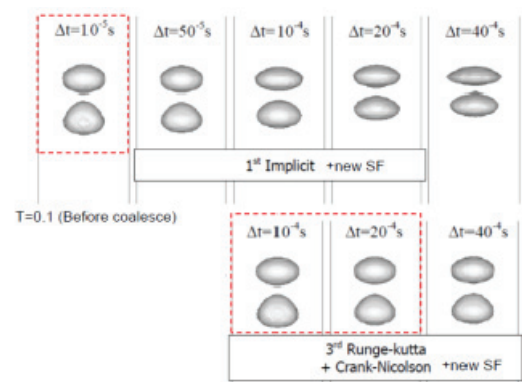 Δt=10⁻⁵s Δt=50⁻⁵s Δt=10⁻⁴s Δt=20⁻⁴s Δt=40⁻⁴s
1ˢᵗ Implicit +new SF
T=0.1 (Before coalesce)
Δt=10⁻⁴s Δt=20⁻⁴s Δt=40⁻⁴s
3ʳᵈ Runge-kutta
+ Crank-Nicolson +new SF